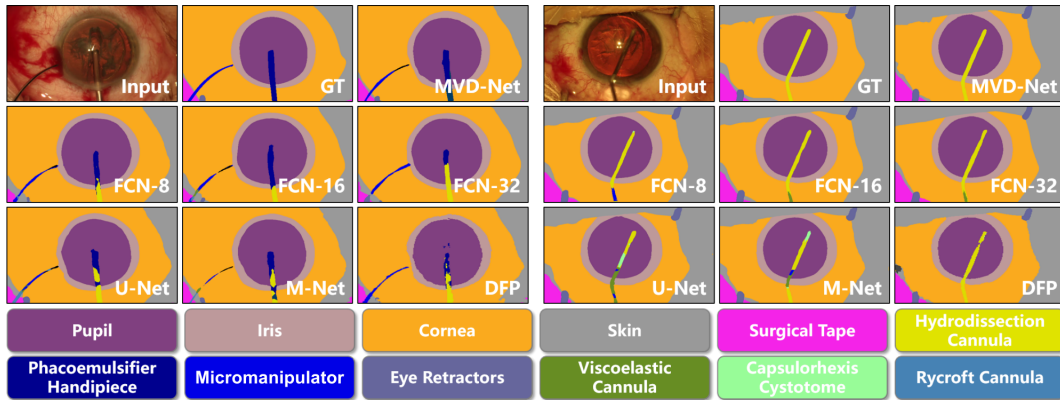 Input GT MVD-Net Input GT MVD-Net
FCN-8 FCN-16 FCN-32 FCN-8 FCN-16 FCN-32
U-Net M-Net DFP U-Net M-Net DFP
Pupil Iris Cornea Skin Surgical Tape Hydrodissection
Cannula
Phacoemulsifier
Handipiece Micromanipulator Eye Retractors Viscoelastic
Cannula Capsulorhexis
Cystotome Rycroft Cannula